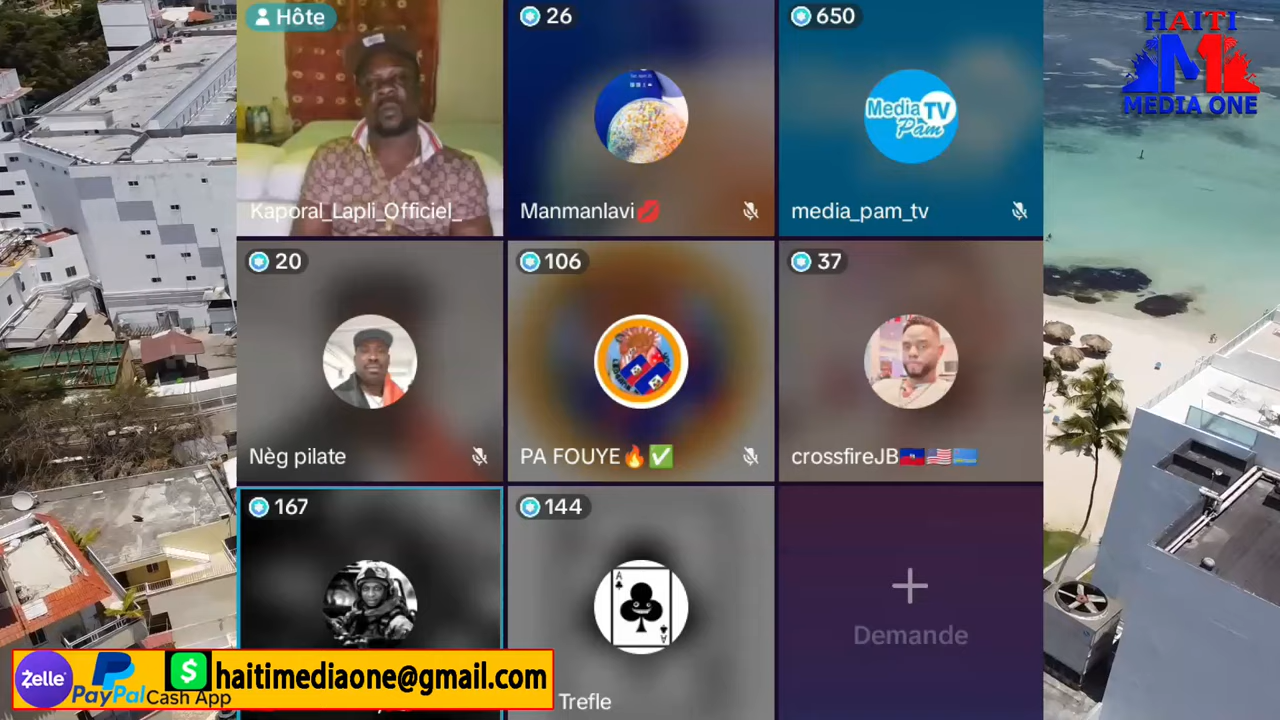 Hôte
26
650
HAITI
MEDIA ONE
Media TV
Pam
Kaporal_Lapli_Officiel_
Manmanlavi💋
media_pam_tv
20
106
37
Nèg pilate
PA FOUYE🔥✅
crossfireJB🇭🇹🇺🇸🇦🇼
167
144
A
A
Demande
Zelle
PayPal
Cash App
haitimediaone@gmail.com
Trefle